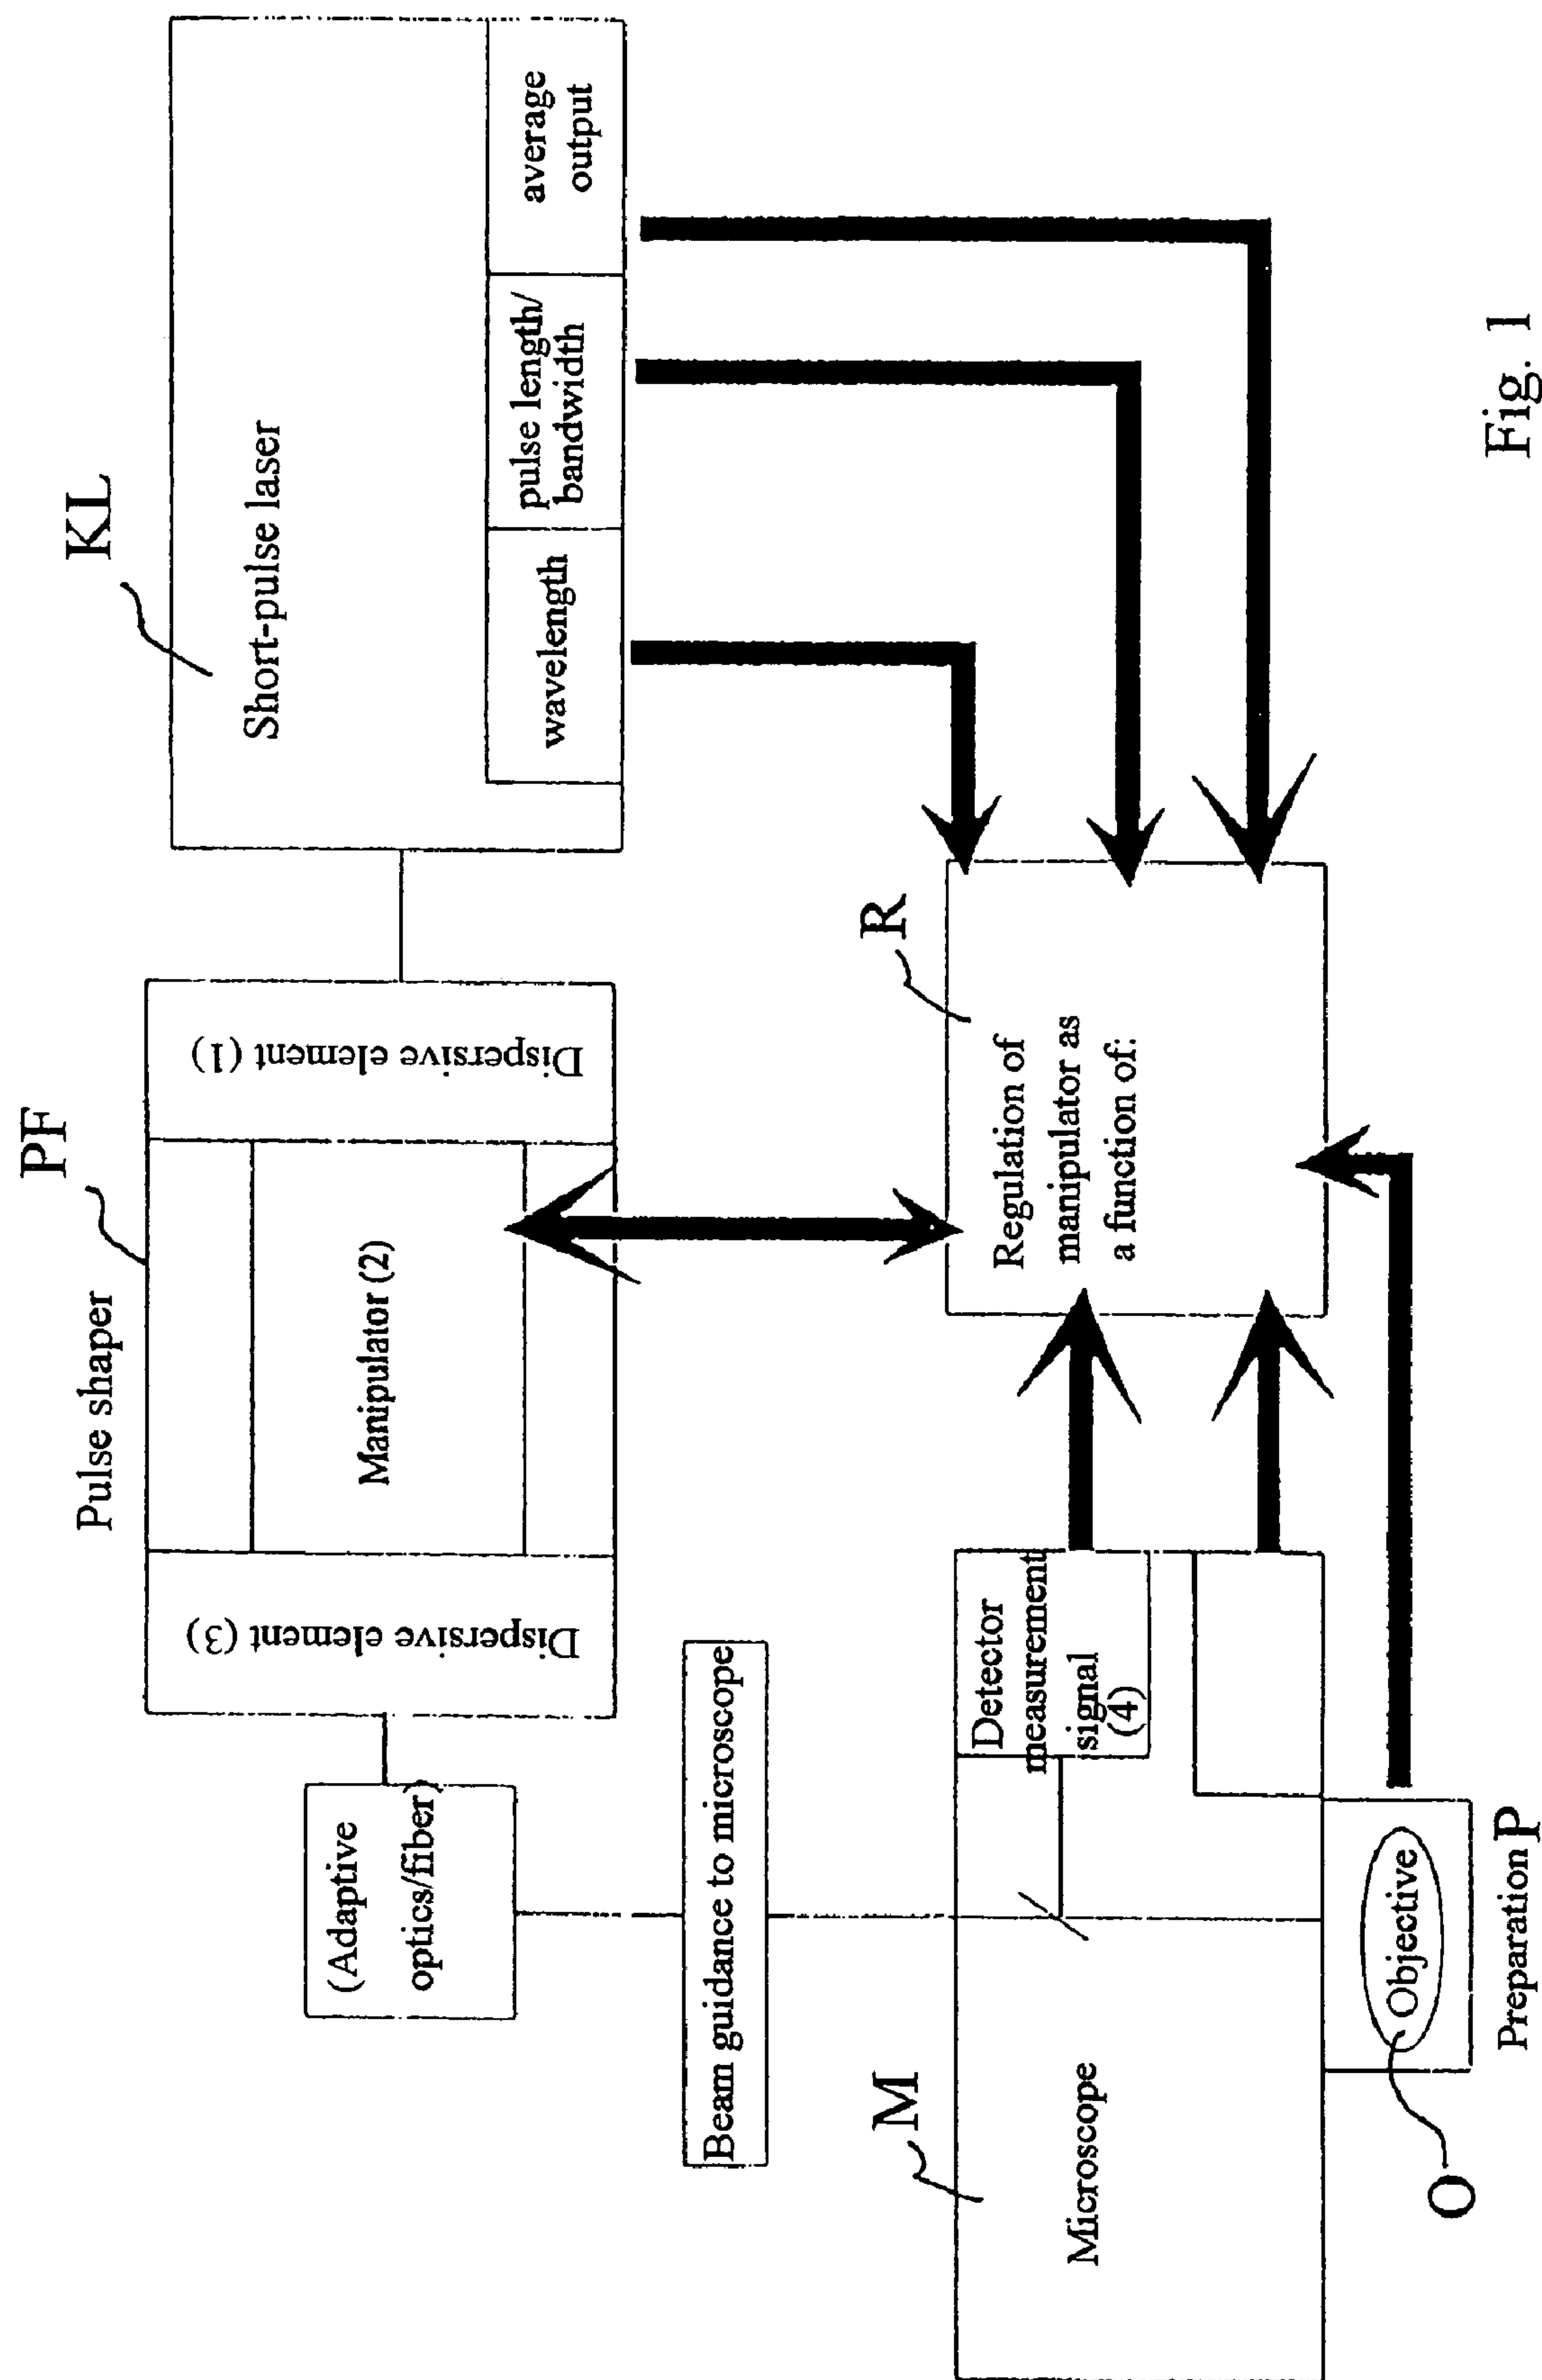 KL
Short-pulse laser
wavelength
pulse length/
bandwidth
average
output
PF
Pulse shaper
Dispersive element (3)
Manipulator (2)
Dispersive element (1)
(Adaptive
optics/fiber)
Beam guidance to microscope
R
Regulation of
manipulator as
a function of:
M
Microscope
Detector
measurement
signal
(4)
Objective
O
Preparation P
Fig. 1